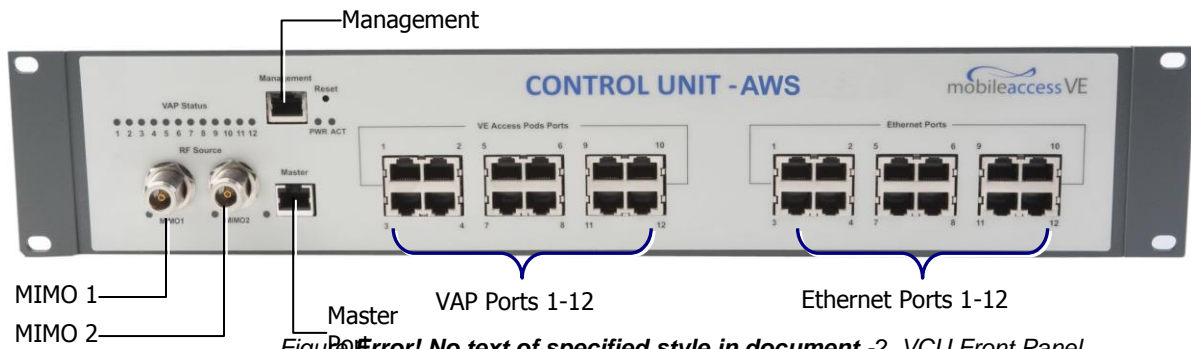 Management
CONTROL UNIT - AWS
mobileaccess VE
Management
Reset
VAP Status
1 2 3 4 5 6 7 8 9 10 11 12
PWR ACT
VE Access Pods Ports
Ethernet Ports
1 2 5 6 9 10
1 2 5 6 9 10
RF Source
Master
MIMO1
MIMO2
3 4 7 8 11 12
3 4 7 8 11 12
MIMO 1
VAP Ports 1-12
Ethernet Ports 1-12
MIMO 2
Master
Port
Figure Error! No text of specified style in document.-2. VCU Front Panel